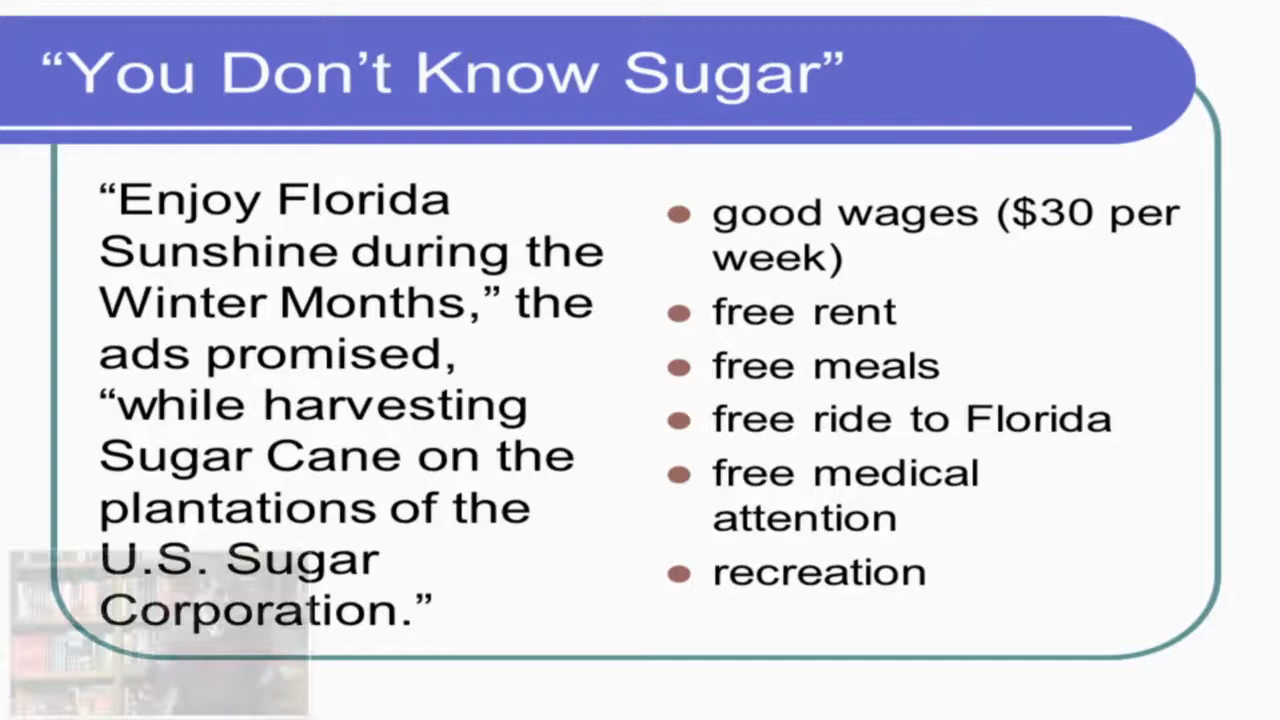 “You Don’t Know Sugar”
“Enjoy Florida
Sunshine during the
Winter Months,” the
ads promised,
“while harvesting
Sugar Cane on the
plantations of the
U.S. Sugar
Corporation.”
good wages ($30 per
week)
free rent
free meals
free ride to Florida
free medical
attention
recreation